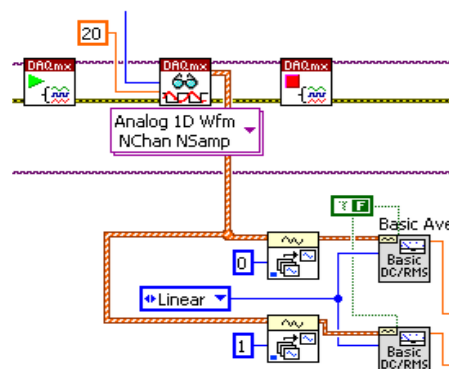 20
DAQmx
DAQmx
DAQmx
Analog 1D Wfm
NChan NSamp
F
Basic Ave
0
Basic
DC/RMS
Linear
1
Basic
DC/RMS